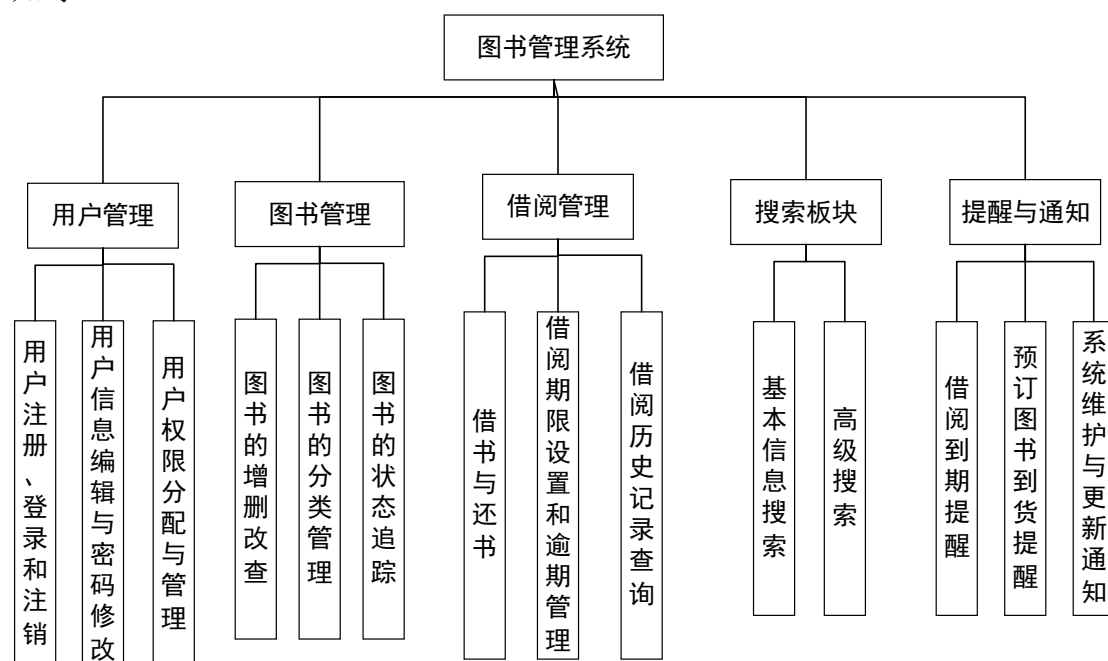 图书管理系统
用户管理
图书管理
借阅管理
搜索板块
提醒与通知
用户注册、登录和注销
用户信息编辑与密码修改
用户权限分配与管理
图书的增删改查
图书的分类管理
图书的状态追踪
借书与还书
借阅期限设置和逾期管理
借阅历史记录查询
基本信息搜索
高级搜索
借阅到期提醒
预订图书到货提醒
系统维护与更新通知